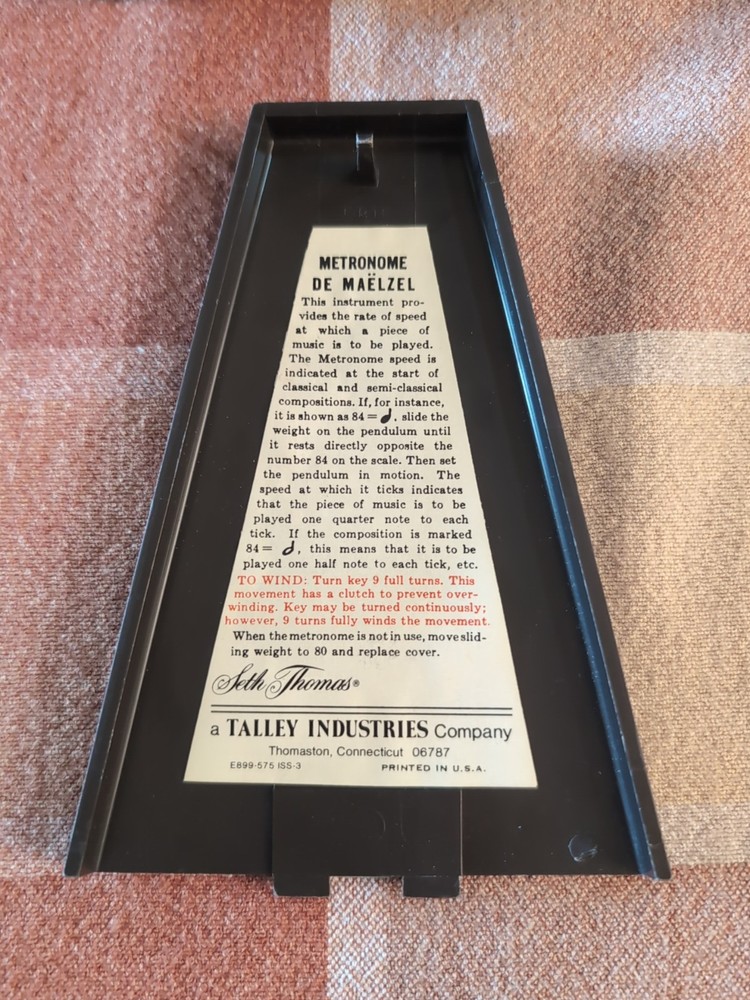 METRONOME
DE MAËLZEL
This instrument pro-
vides the rate of speed
at which a piece of
music is to be played.
The Metronome speed is
indicated at the start of
classical and semi-classical
compositions. If, for instance,
it is shown as 84 = 𝅘𝅥, slide the
weight on the pendulum until
it rests directly opposite the
number 84 on the scale. Then set
the pendulum in motion. The
speed at which it ticks indicates
that the piece of music is to be
played one quarter note to each
tick. If the composition is marked
84 = 𝅗𝅥, this means that it is to be
played one half note to each tick, etc.
TO WIND: Turn key 9 full turns. This
movement has a clutch to prevent over-
winding. Key may be turned continuously;
however, 9 turns fully winds the movement.
When the metronome is not in use, move slid-
ing weight to 80 and replace cover.
Seth Thomas®
a TALLEY INDUSTRIES Company
Thomaston, Connecticut 06787
E899-575 ISS-3 PRINTED IN U.S.A.